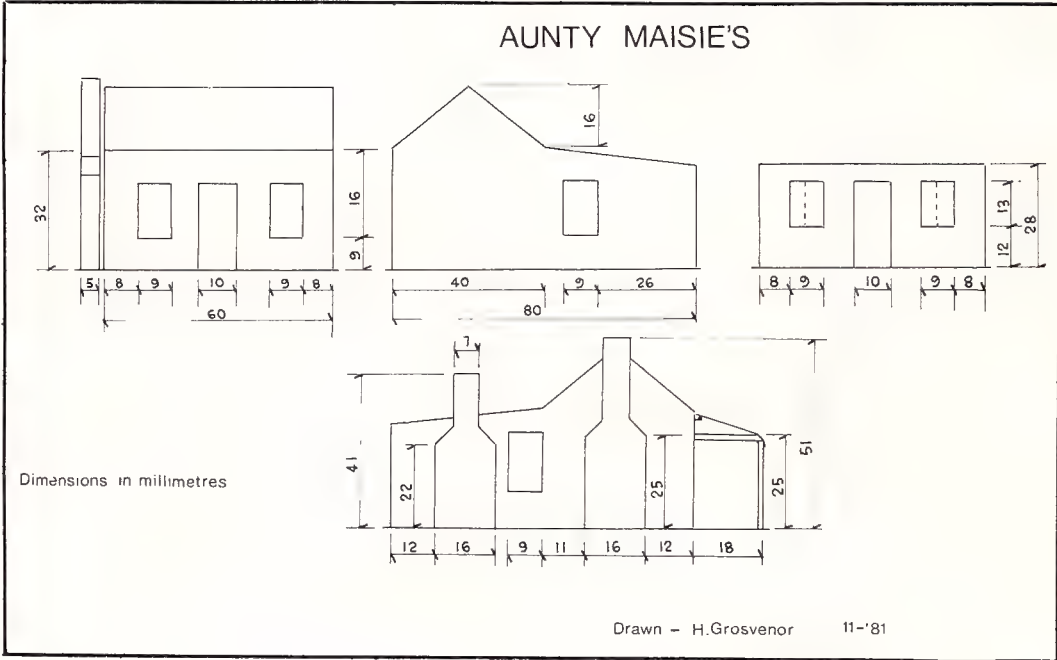 AUNTY MAISIE'S
32
5 8 9 10 9 8
60
16
16
9
40 9 26
80
13
12
28
8 9 10 9 8
7
41
22
25
25
51
12 16 9 11 16 12 18
Dimensions in millimetres
Drawn – H.Grosvenor 11-'81